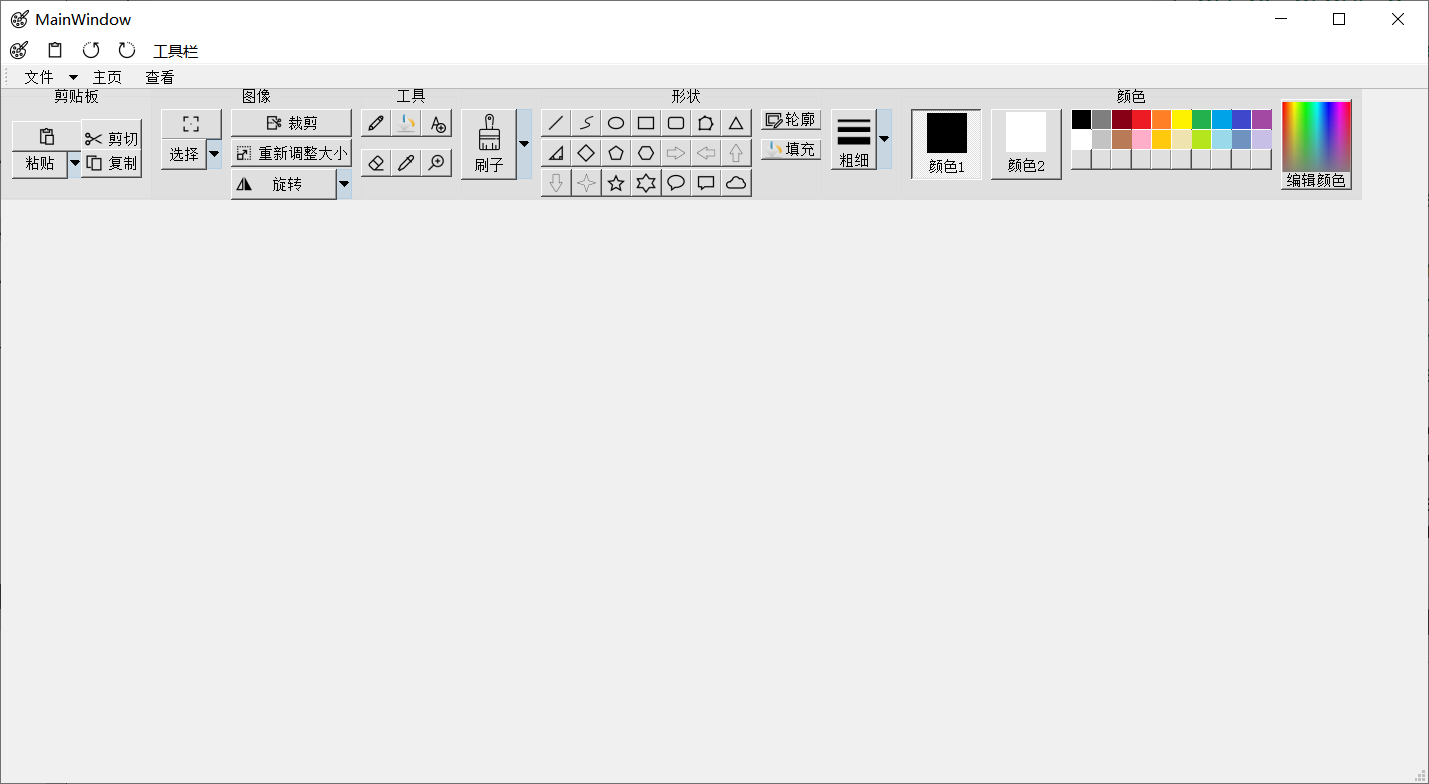 MainWindow
工具栏
文件 主页 查看
剪贴板 图像 工具 形状 颜色
剪切
粘贴 复制
选择
裁剪
重新调整大小
旋转
刷子
轮廓
填充
粗细
颜色1
颜色2
编辑颜色